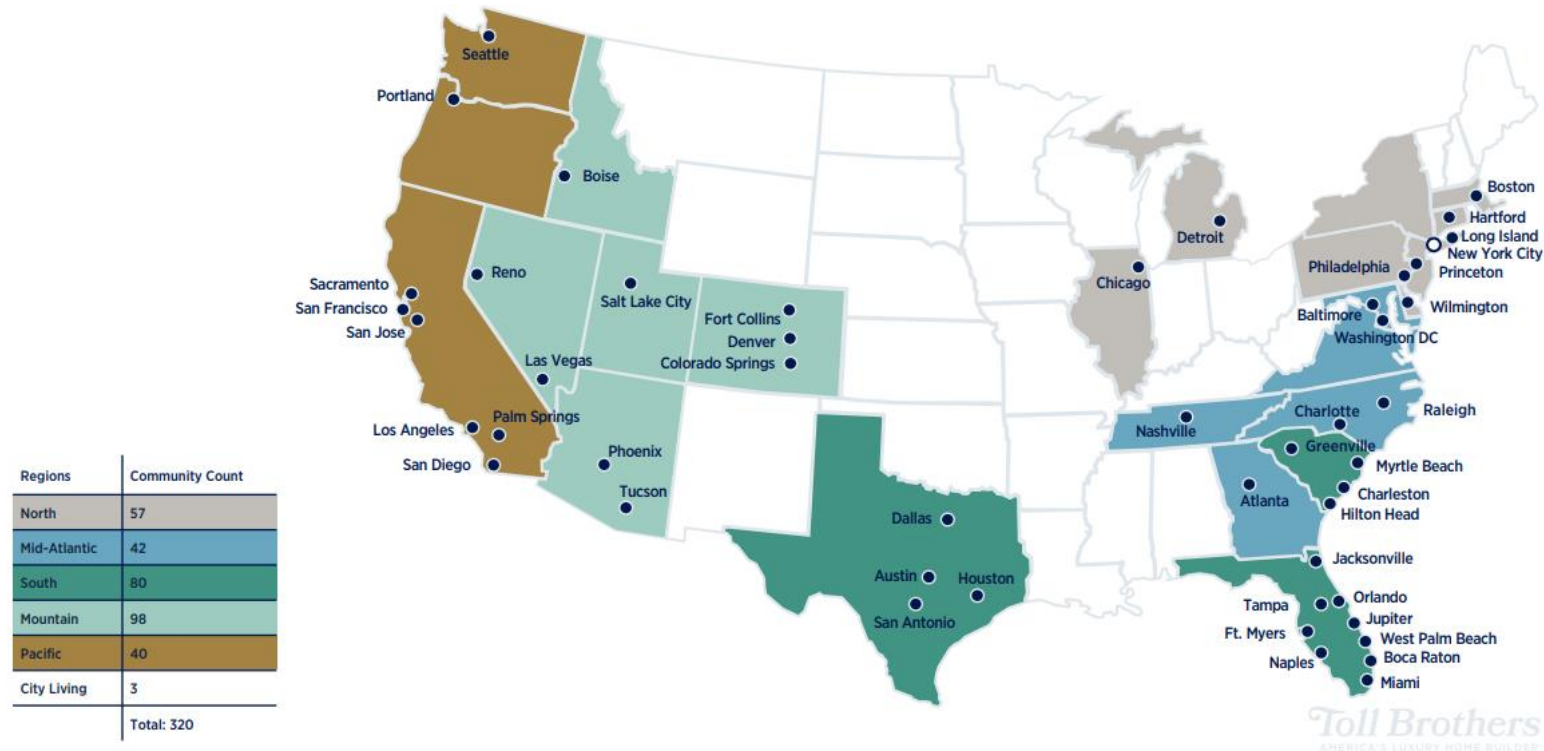 Seattle
Portland
Boise
Reno
Sacramento
San Francisco
San Jose
Salt Lake City
Fort Collins
Denver
Colorado Springs
Las Vegas
Los Angeles
Palm Springs
San Diego
Phoenix
Tucson
Dallas
Austin
Houston
San Antonio
Detroit
Chicago
Boston
Hartford
Long Island
New York City
Philadelphia
Princeton
Baltimore
Wilmington
Washington DC
Nashville
Charlotte
Raleigh
Greenville
Myrtle Beach
Atlanta
Charleston
Hilton Head
Jacksonville
Tampa
Orlando
Jupiter
Ft. Myers
West Palm Beach
Naples
Boca Raton
Miami
Regions Community Count
North 57
Mid-Atlantic 42
South 80
Mountain 98
Pacific 40
City Living 3
Total: 320
Toll Brothers
AMERICA'S LUXURY HOME BUILDER